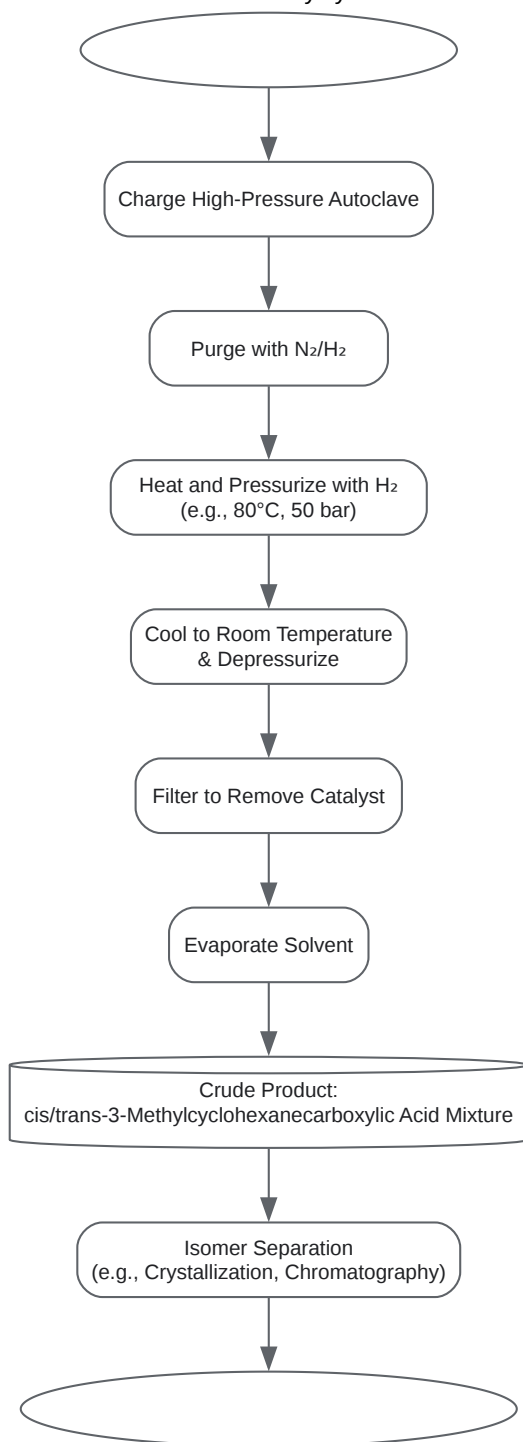 Charge High-Pressure Autoclave
Purge with N₂/H₂
Heat and Pressurize with H₂
(e.g., 80°C, 50 bar)
Cool to Room Temperature
& Depressurize
Filter to Remove Catalyst
Evaporate Solvent
Crude Product:
cis/trans-3-Methylcyclohexanecarboxylic Acid Mixture
Isomer Separation
(e.g., Crystallization, Chromatography)